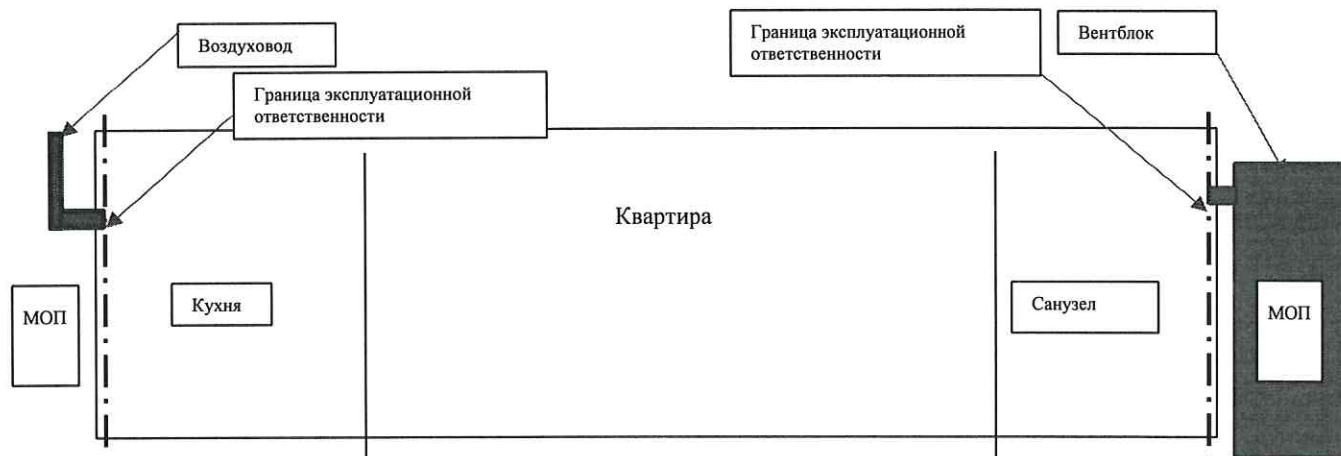 Воздуховод
Граница эксплуатационной
ответственности
Граница эксплуатационной
ответственности
Вентблок
Квартира
МОП
Кухня
Санузел
МОП